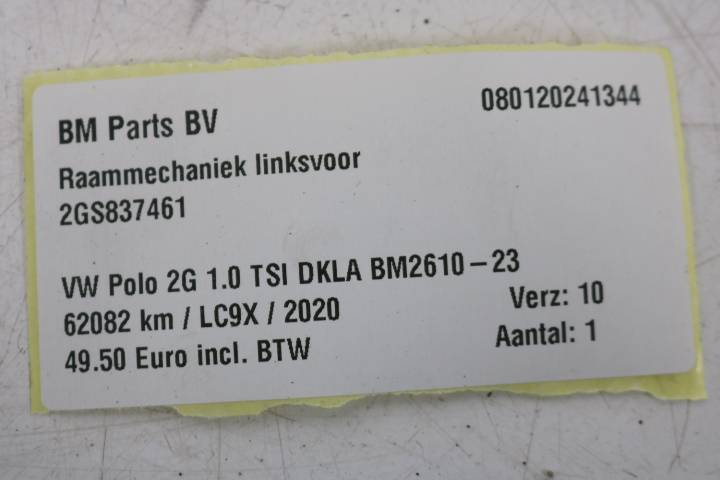 BM Parts BV 080120241344
Raammechaniek linksvoor
2GS837461
VW Polo 2G 1.0 TSI DKLA BM2610-23
62082 km / LC9X / 2020 Verz: 10
49.50 Euro incl. BTW Aantal: 1